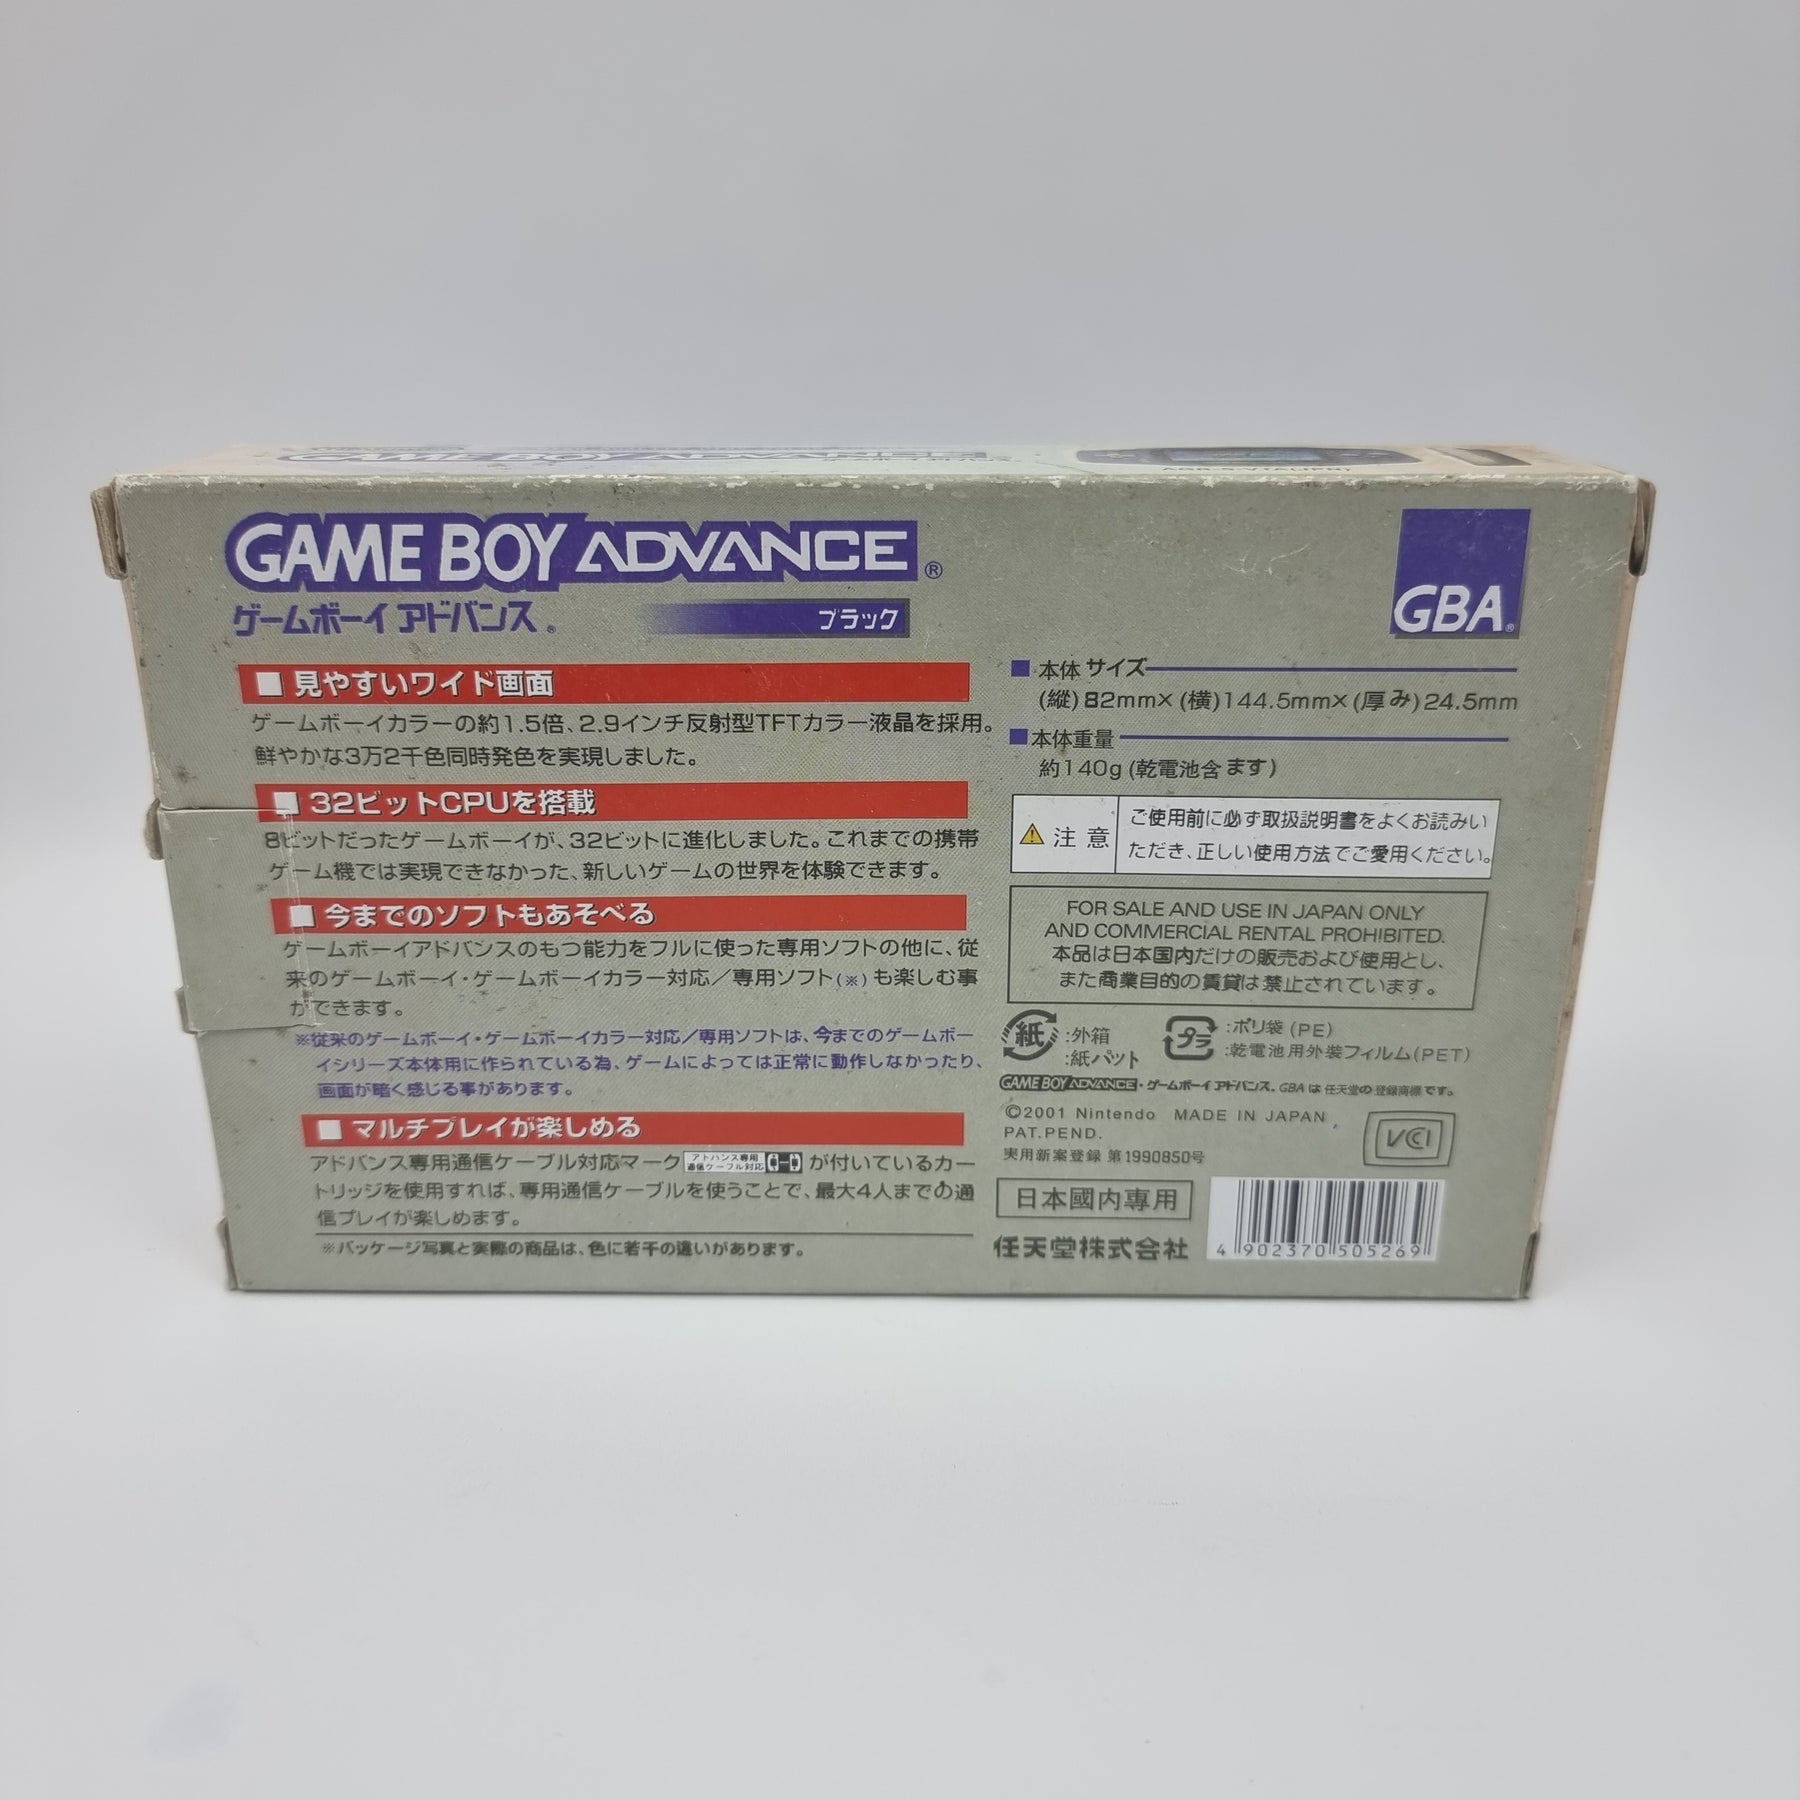 GAME BOY ADVANCE
GAME BOY ADVANCE®
ゲームボーイ アドバンス®
ブラック
GBA®
■ 見やすいワイド画面
ゲームボーイカラーの約1.5倍、2.9インチ反射型TFTカラー液晶を採用。
鮮やかな3万2千色同時発色を実現しました。
■ 32ビットCPUを搭載
8ビットだったゲームボーイが、32ビットに進化しました。これまでの携帯
ゲーム機では実現できなかった、新しいゲームの世界を体験できます。
■ 今までのソフトもあそべる
ゲームボーイアドバンスのもつ能力をフルに使った専用ソフトの他に、従
来のゲームボーイ・ゲームボーイカラー対応／専用ソフト(※)も楽しむ事
ができます。
※従来のゲームボーイ・ゲームボーイカラー対応／専用ソフトは、今までのゲームボー
イシリーズ本体用に作られている為、ゲームによっては正常に動作しなかったり、
画面が暗く感じる事があります。
■ マルチプレイが楽しめる
アドバンス専用通信ケーブル対応マーク アドバンス専用 通信ケーブル対応 が付いているカー
トリッジを使用すれば、専用通信ケーブルを使うことで、最大4人までの通
信プレイが楽しめます。
※パッケージ写真と実際の商品は、色に若干の違いがあります。
■ 本体サイズ
(縦)82mm×(横)144.5mm×(厚み)24.5mm
■ 本体重量
約140g(乾電池含ます)
注意
ご使用前に必ず取扱説明書をよくお読みい
ただき、正しい使用方法でご愛用ください。
FOR SALE AND USE IN JAPAN ONLY
AND COMMERCIAL RENTAL PROHIBITED.
本品は日本国内だけの販売および使用とし、
また商業目的の賃貸は禁止されています。
紙 :外箱
:紙パット
プラ :ポリ袋(PE)
:乾電池用外装フィルム(PET)
GAME BOY ADVANCE・ゲームボーイ アドバンス、GBA は 任天堂の登録商標です。
©2001 Nintendo MADE IN JAPAN,
PAT.PEND.
実用新案登録 第1990850号
VCCI
日本國内専用
任天堂株式会社
4 902370 505269